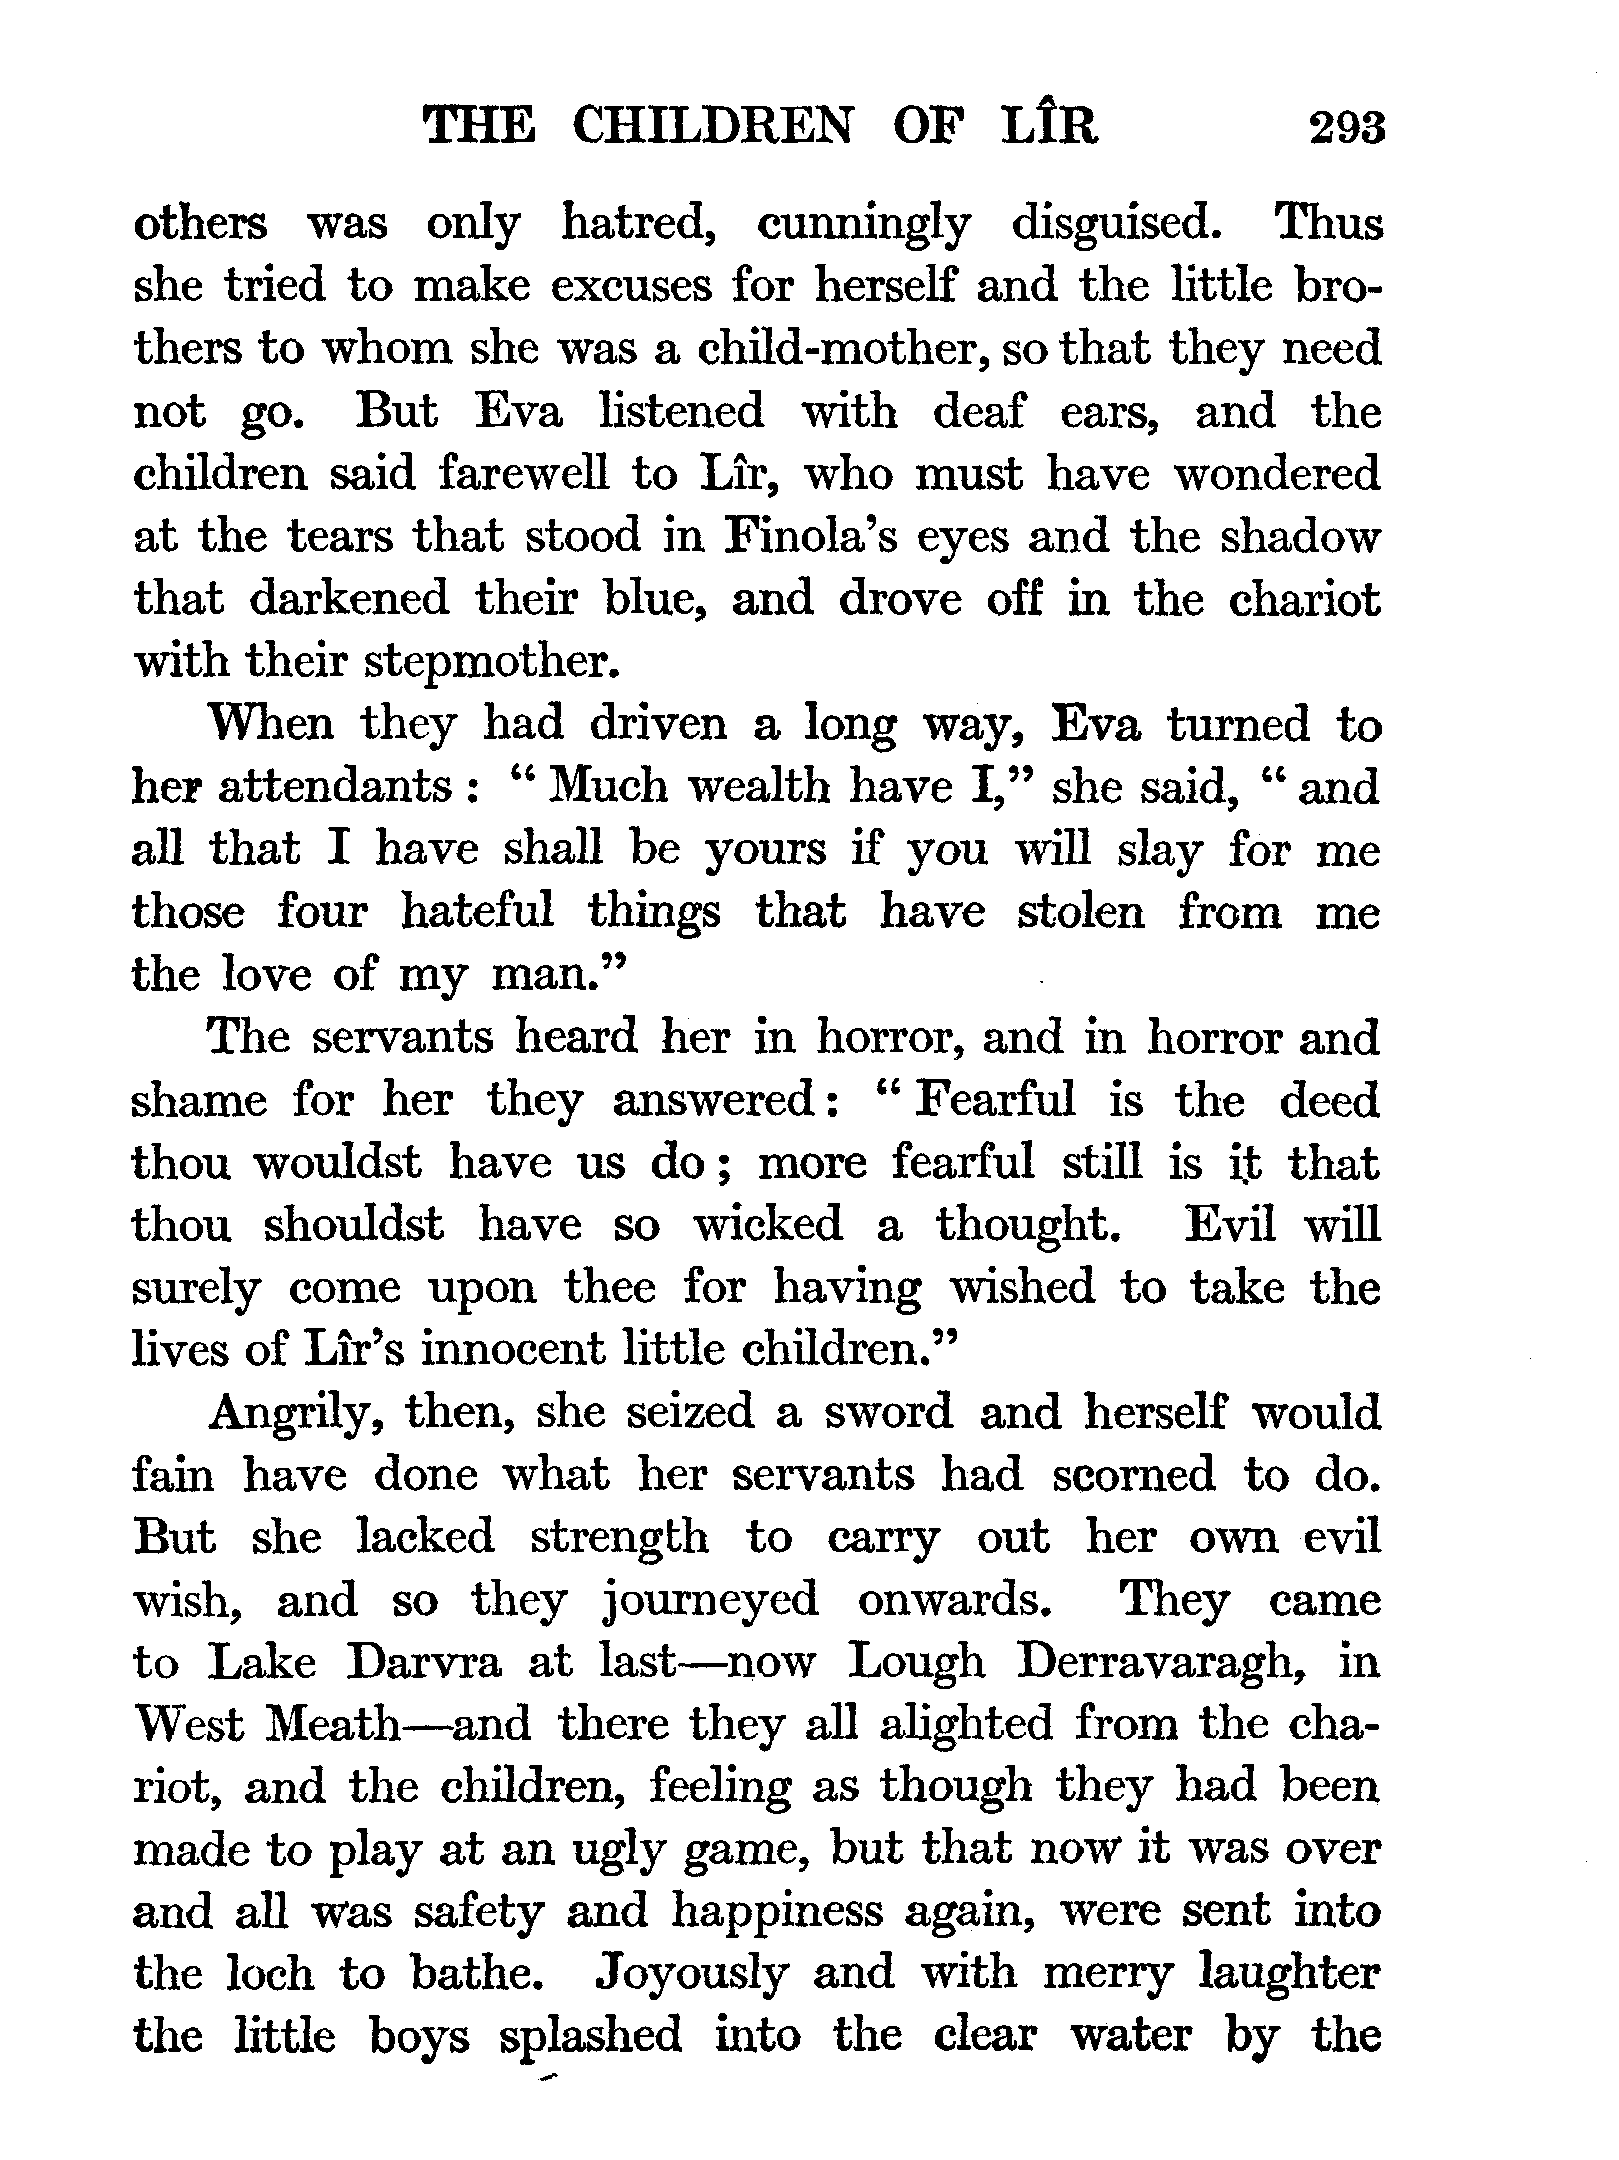 THE CHILDREN OF LÎR 293
others was only hatred, cunningly disguised. Thus
she tried to make excuses for herself and the little bro-
thers to whom she was a child-mother, so that they need
not go. But Eva listened with deaf ears, and the
children said farewell to Lîr, who must have wondered
at the tears that stood in Finola's eyes and the shadow
that darkened their blue, and drove off in the chariot
with their stepmother.
When they had driven a long way, Eva turned to
her attendants : “ Much wealth have I,” she said, “ and
all that I have shall be yours if you will slay for me
those four hateful things that have stolen from me
the love of my man.”
The servants heard her in horror, and in horror and
shame for her they answered : “ Fearful is the deed
thou wouldst have us do ; more fearful still is it that
thou shouldst have so wicked a thought. Evil will
surely come upon thee for having wished to take the
lives of Lîr's innocent little children.”
Angrily, then, she seized a sword and herself would
fain have done what her servants had scorned to do.
But she lacked strength to carry out her own evil
wish, and so they journeyed onwards. They came
to Lake Darvra at last—now Lough Derravaragh, in
West Meath—and there they all alighted from the cha-
riot, and the children, feeling as though they had been
made to play at an ugly game, but that now it was over
and all was safety and happiness again, were sent into
the loch to bathe. Joyously and with merry laughter
the little boys splashed into the clear water by the